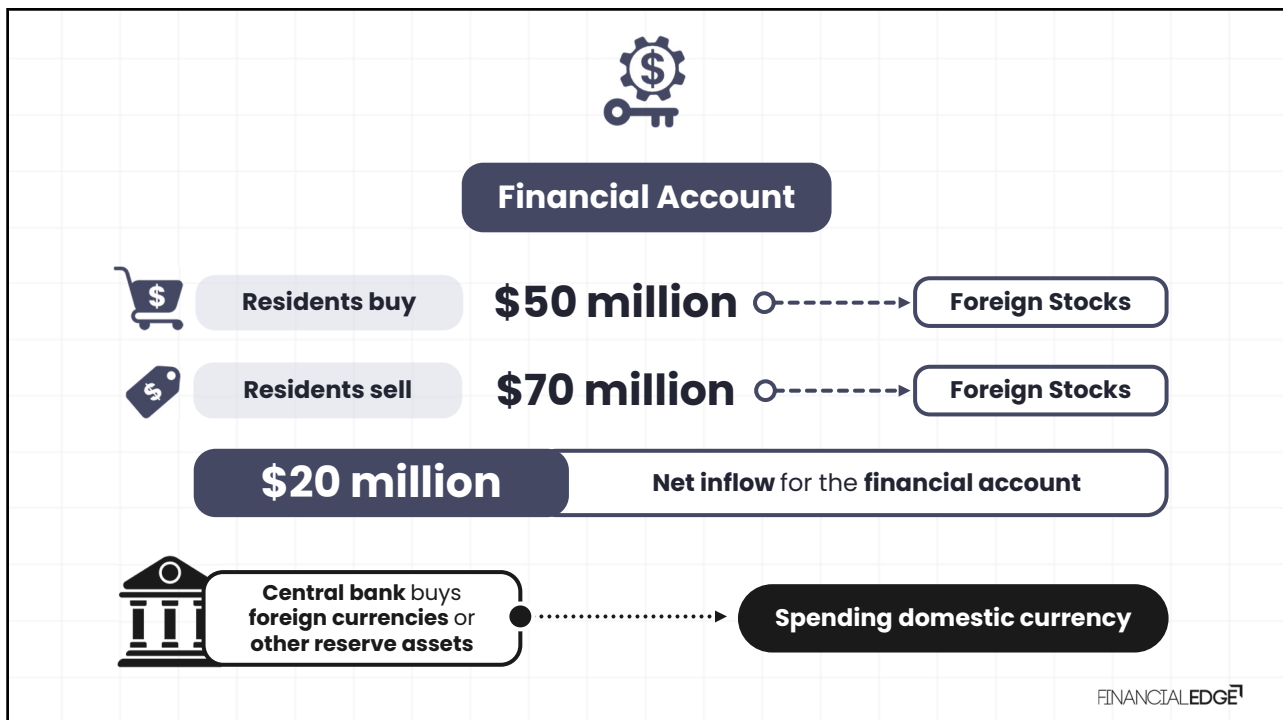 $
Financial Account
$
Residents buy
$50 million
Foreign Stocks
$
Residents sell
$70 million
Foreign Stocks
$20 million
Net inflow for the financial account
Central bank buys
foreign currencies or
other reserve assets
Spending domestic currency
FINANCIALEDGE